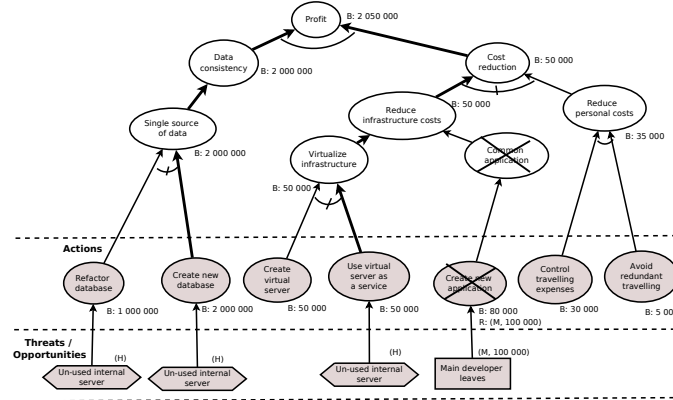 Profit
B: 2 050 000
Data
consistency
B: 2 000 000
Cost
reduction
B: 50 000
Reduce
infrastructure costs
B: 50 000
Reduce
personal costs
B: 35 000
Single source
of data
B: 2 000 000
Virtualize
infrastructure
B: 50 000
Common
application
Actions
Refactor
database
B: 1 000 000
Create new
database
B: 2 000 000
Create
virtual
server
B: 50 000
Use virtual
server as
a service
B: 50 000
Create new
application
B: 80 000
R: (M, 100 000)
Control
travelling
expenses
B: 30 000
Avoid
redundant
travelling
B: 5 00
Threats /
Opportunities
(H)
Un-used internal
server
(H)
Un-used internal
server
(H)
Un-used internal
server
(M, 100 000)
Main developer
leaves